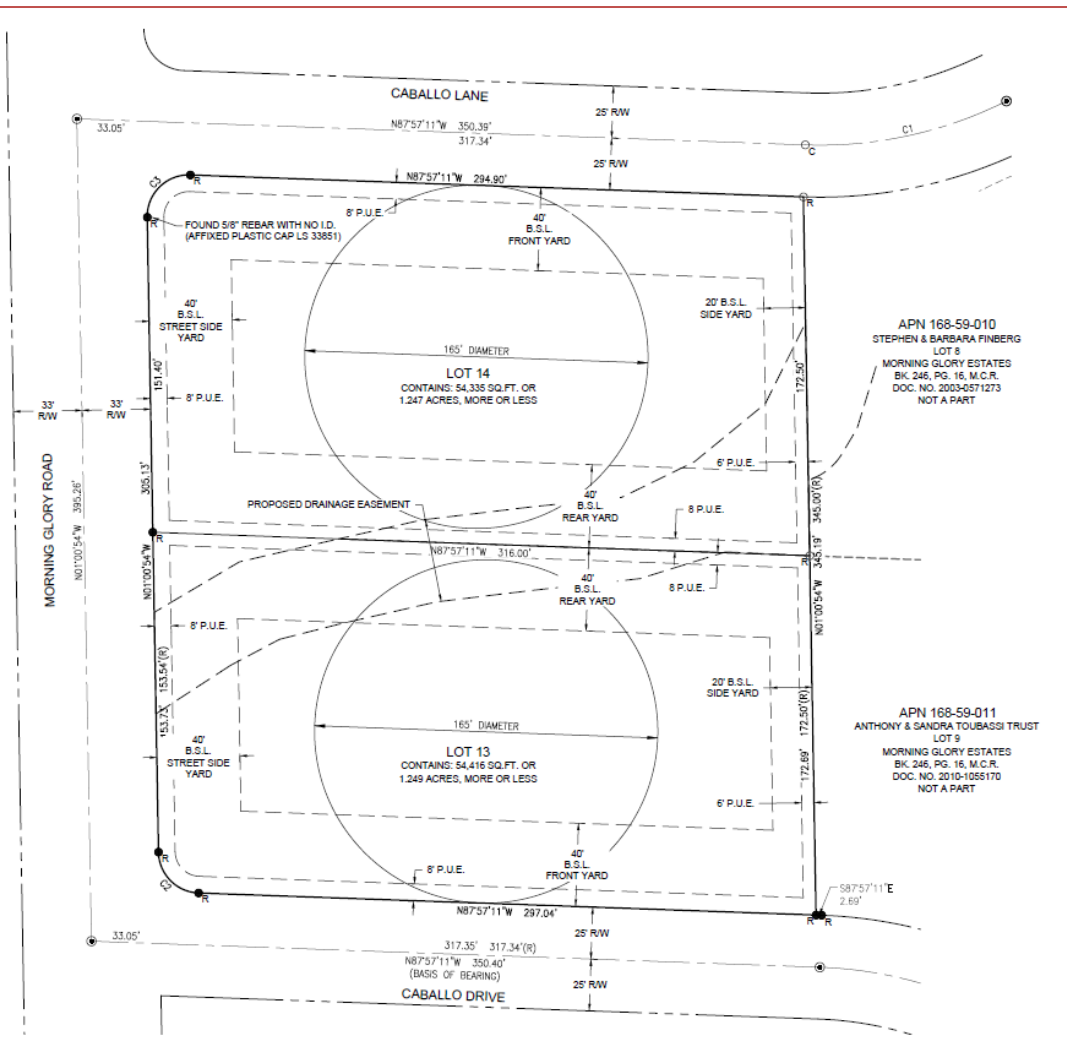 CABALLO LANE
25' R/W
33.05'
N87°57'11"W 350.39'
317.34'
C1
C
25' R/W
C3
R
N87°57'11"W 294.90'
R
8' P.U.E.
R
FOUND 5/8" REBAR WITH NO I.D.
(AFFIXED PLASTIC CAP LS 33851)
40'
B.S.L.
FRONT YARD
40'
B.S.L.
STREET SIDE
YARD
20' B.S.L.
SIDE YARD
APN 168-59-010
STEPHEN & BARBARA FINBERG
LOT 8
MORNING GLORY ESTATES
BK. 246, PG. 16, M.C.R.
DOC. NO. 2003-0571273
NOT A PART
165' DIAMETER
LOT 14
CONTAINS: 54,335 SQ.FT. OR
1.247 ACRES, MORE OR LESS
151.40'
172.50'
8' P.U.E.
33'
R/W
33'
R/W
6' P.U.E.
MORNING GLORY ROAD
N01°00'54"W 395.26'
305.13'
345.00'(R)
PROPOSED DRAINAGE EASEMENT
40'
B.S.L.
REAR YARD
8 P.U.E.
R
N87°57'11"W 316.00'
345.19'
R
N01°00'54"W
40'
B.S.L.
REAR YARD
8 P.U.E.
N01°00'54"W
8' P.U.E.
153.54'(R)
153.73'
20' B.S.L.
SIDE YARD
172.50'(R)
172.69'
APN 168-59-011
ANTHONY & SANDRA TOUBASSI TRUST
LOT 9
MORNING GLORY ESTATES
BK. 246, PG. 16, M.C.R.
DOC. NO. 2010-1055170
NOT A PART
165' DIAMETER
40'
B.S.L.
STREET SIDE
YARD
LOT 13
CONTAINS: 54,416 SQ.FT. OR
1.249 ACRES, MORE OR LESS
6' P.U.E.
R
40'
B.S.L.
FRONT YARD
8' P.U.E.
C2
R
S87°57'11"E
2.69'
N87°57'11"W 297.04'
R
R
33.05'
25' R/W
317.35' 317.34'(R)
N87°57'11"W 350.40'
(BASIS OF BEARING)
25' R/W
CABALLO DRIVE